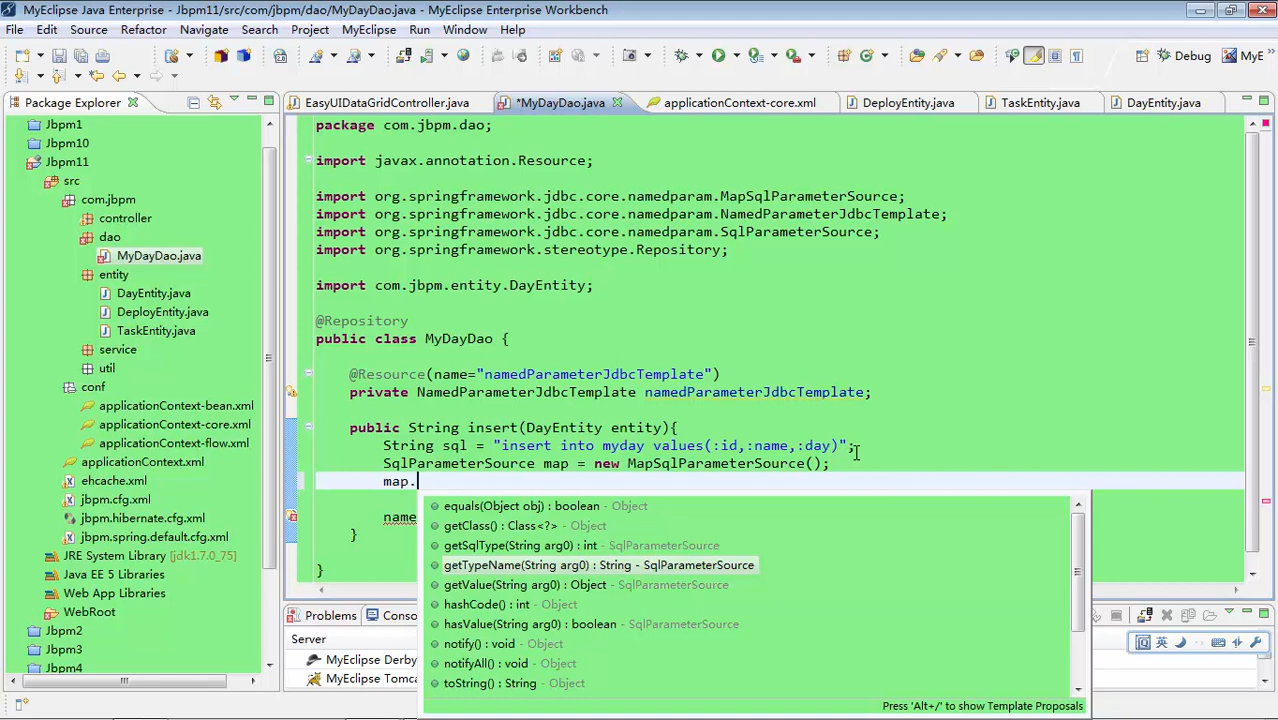 MyEclipse Java Enterprise - Jbpm11/src/com/jbpm/dao/MyDayDao.java - MyEclipse Enterprise Workbench
File Edit Source Refactor Navigate Search Project MyEclipse Run Window Help
Debug MyE
Package Explorer
EasyUIDataGridController.java *MyDayDao.java applicationContext-core.xml DeployEntity.java TaskEntity.java DayEntity.java
Jbpm1
Jbpm10
Jbpm11
src
com.jbpm
controller
dao
MyDayDao.java
entity
DayEntity.java
DeployEntity.java
TaskEntity.java
service
util
conf
applicationContext-bean.xml
applicationContext-core.xml
applicationContext-flow.xml
applicationContext.xml
ehcache.xml
jbpm.cfg.xml
jbpm.hibernate.cfg.xml
jbpm.spring.default.cfg.xml
JRE System Library [jdk1.7.0_75]
Java EE 5 Libraries
Web App Libraries
WebRoot
Jbpm2
Jbpm3
Jbpm4
package com.jbpm.dao;
import javax.annotation.Resource;
import org.springframework.jdbc.core.namedparam.MapSqlParameterSource;
import org.springframework.jdbc.core.namedparam.NamedParameterJdbcTemplate;
import org.springframework.jdbc.core.namedparam.SqlParameterSource;
import org.springframework.stereotype.Repository;
import com.jbpm.entity.DayEntity;
@Repository
public class MyDayDao {
@Resource(name="namedParameterJdbcTemplate")
private NamedParameterJdbcTemplate namedParameterJdbcTemplate;
public String insert(DayEntity entity){
String sql = "insert into myday values(:id,:name,:day)";
SqlParameterSource map = new MapSqlParameterSource();
map.
name
}
}
equals(Object obj) : boolean - Object
getClass() : Class<?> - Object
getSqlType(String arg0) : int - SqlParameterSource
getTypeName(String arg0) : String - SqlParameterSource
getValue(String arg0) : Object - SqlParameterSource
hashCode() : int - Object
hasValue(String arg0) : boolean - SqlParameterSource
notify() : void - Object
notifyAll() : void - Object
toString() : String - Object
Press 'Alt+/' to show Template Proposals
Problems Conso
Server
MyEclipse Derby
MyEclipse Tomca
英